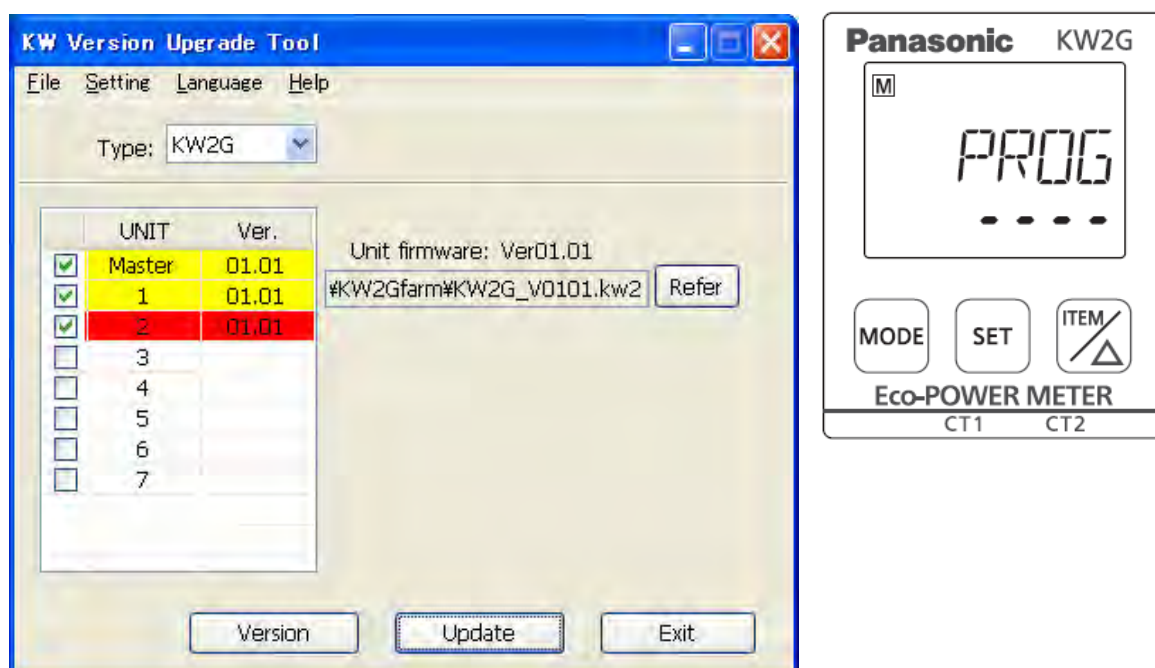 KW Version Upgrade Tool
File Setting Language Help
Type: KW2G
UNIT Ver.
Master 01.01
1 01.01
2 01.01
3
4
5
6
7
Unit firmware: Ver01.01
¥KW2Gfarm¥KW2G_V0101.kw2 Refer
Version Update Exit
Panasonic KW2G
M
PROG
- - - -
MODE SET ITEM
Eco-POWER METER
CT1 CT2